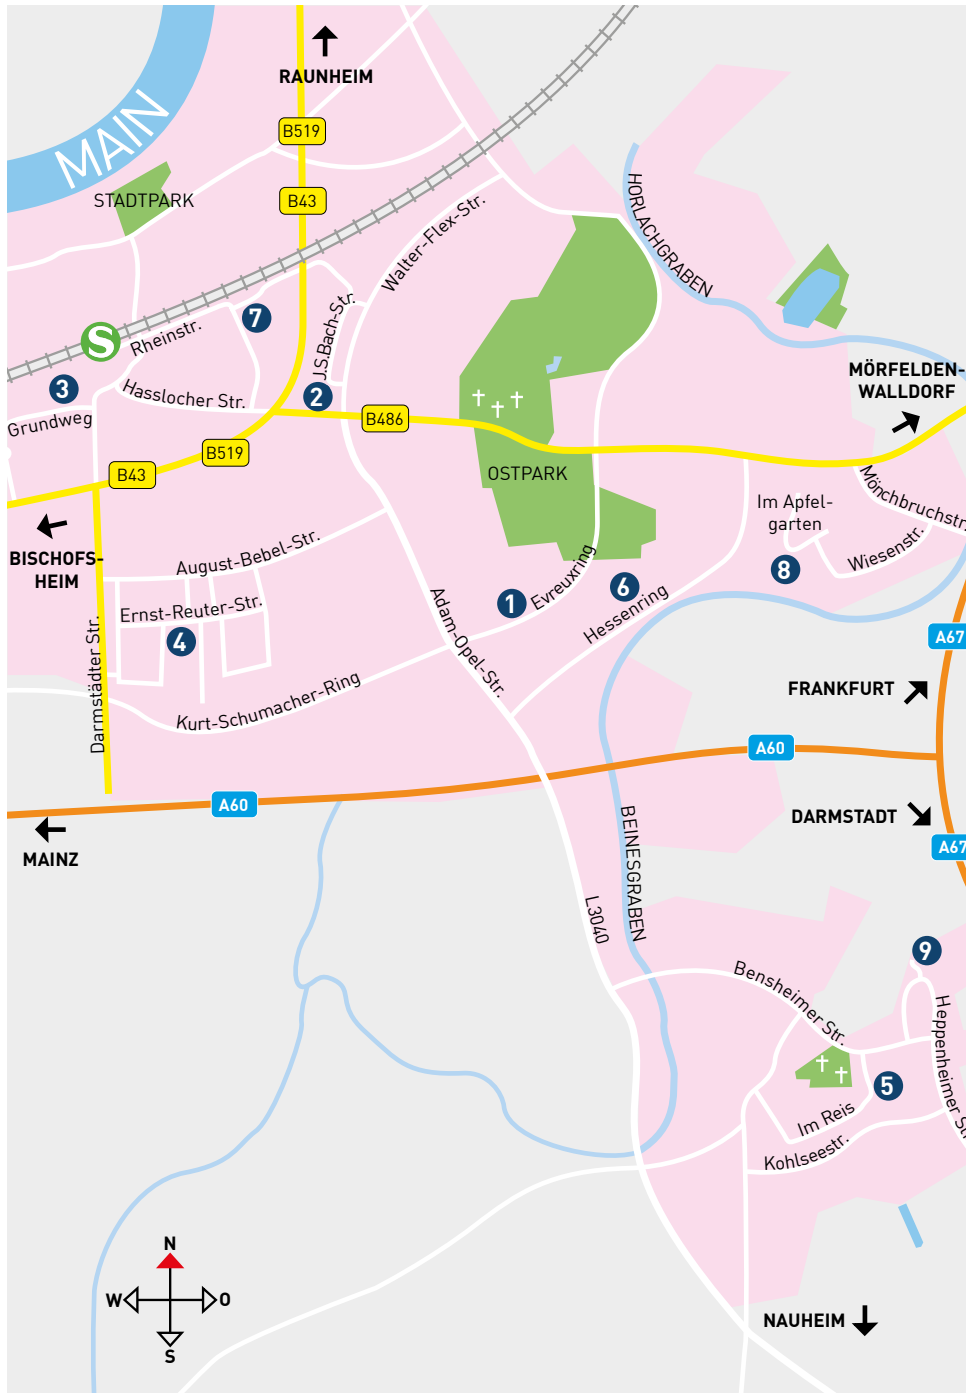 RAUNHEIM
MAIN
B519
STADTPARK
B43
HORLACHGRABEN
Walter-Flex-Str.
7
J.S.Bach-Str.
S
Rheinstr.
3
Hasslocher Str.
2
MÖRFELDEN-
WALLDORF
Grundweg
B486
B519
B43
OSTPARK
Mönchbruchstr.
Im Apfel-
garten
BISCHOFS-
HEIM
August-Bebel-Str.
Wiesenstr.
8
Evreuxring
6
1
Ernst-Reuter-Str.
4
Hessenring
Adam-Opel-Str.
A67
Darmstädter Str.
Kurt-Schumacher-Ring
FRANKFURT
A60
A60
DARMSTADT
A67
MAINZ
BEINESGRABEN
L3040
9
Bensheimer Str.
Heppenheimer Str
5
Im Reis
Kohlseestr.
N
W
O
S
NAUHEIM